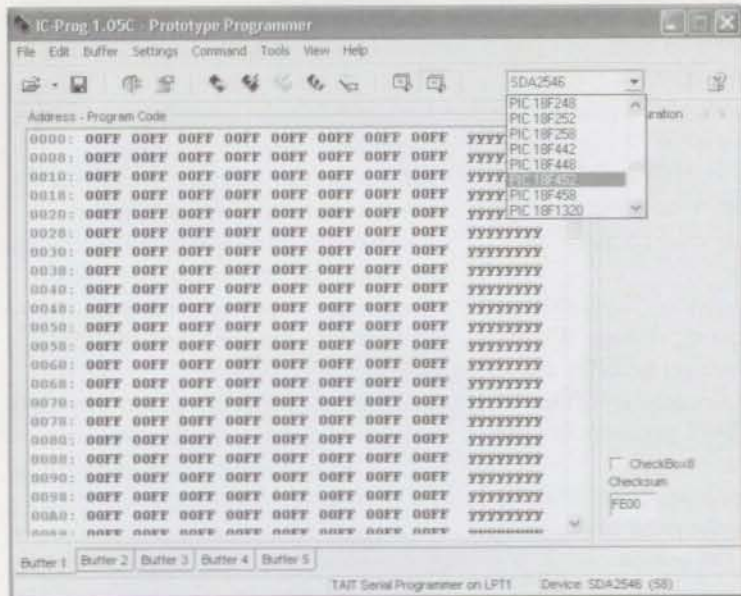 IC-Prog 1.05C - Prototype Programmer
File Edit Buffer Settings Command Tools View Help
SDA2546
Address - Program Code
uration
PIC 18F248
PIC 18F252
PIC 18F258
PIC 18F442
PIC 18F448
PIC 18F452
PIC 18F458
PIC 18F1320
0000: 00FF 00FF 00FF 00FF 00FF 00FF 00FF 00FF yyyy
0008: 00FF 00FF 00FF 00FF 00FF 00FF 00FF 00FF yyyy
0010: 00FF 00FF 00FF 00FF 00FF 00FF 00FF 00FF yyyy
0018: 00FF 00FF 00FF 00FF 00FF 00FF 00FF 00FF yyyy
0020: 00FF 00FF 00FF 00FF 00FF 00FF 00FF 00FF yyyy
0028: 00FF 00FF 00FF 00FF 00FF 00FF 00FF 00FF yyyyyyyy
0030: 00FF 00FF 00FF 00FF 00FF 00FF 00FF 00FF yyyyyyyy
0038: 00FF 00FF 00FF 00FF 00FF 00FF 00FF 00FF yyyyyyyy
0040: 00FF 00FF 00FF 00FF 00FF 00FF 00FF 00FF yyyyyyyy
0048: 00FF 00FF 00FF 00FF 00FF 00FF 00FF 00FF yyyyyyyy
0050: 00FF 00FF 00FF 00FF 00FF 00FF 00FF 00FF yyyyyyyy
0058: 00FF 00FF 00FF 00FF 00FF 00FF 00FF 00FF yyyyyyyy
0060: 00FF 00FF 00FF 00FF 00FF 00FF 00FF 00FF yyyyyyyy
0068: 00FF 00FF 00FF 00FF 00FF 00FF 00FF 00FF yyyyyyyy
0070: 00FF 00FF 00FF 00FF 00FF 00FF 00FF 00FF yyyyyyyy
0078: 00FF 00FF 00FF 00FF 00FF 00FF 00FF 00FF yyyyyyyy
0080: 00FF 00FF 00FF 00FF 00FF 00FF 00FF 00FF yyyyyyyy
0088: 00FF 00FF 00FF 00FF 00FF 00FF 00FF 00FF yyyyyyyy
0090: 00FF 00FF 00FF 00FF 00FF 00FF 00FF 00FF yyyyyyyy
0098: 00FF 00FF 00FF 00FF 00FF 00FF 00FF 00FF yyyyyyyy
00A0: 00FF 00FF 00FF 00FF 00FF 00FF 00FF 00FF yyyyyyyy
CheckBox8
Checksum
FE00
Buffer 1 Buffer 2 Buffer 3 Buffer 4 Buffer 5
TAIT Serial Programmer on LPT1 Device: SDA2546 (58)